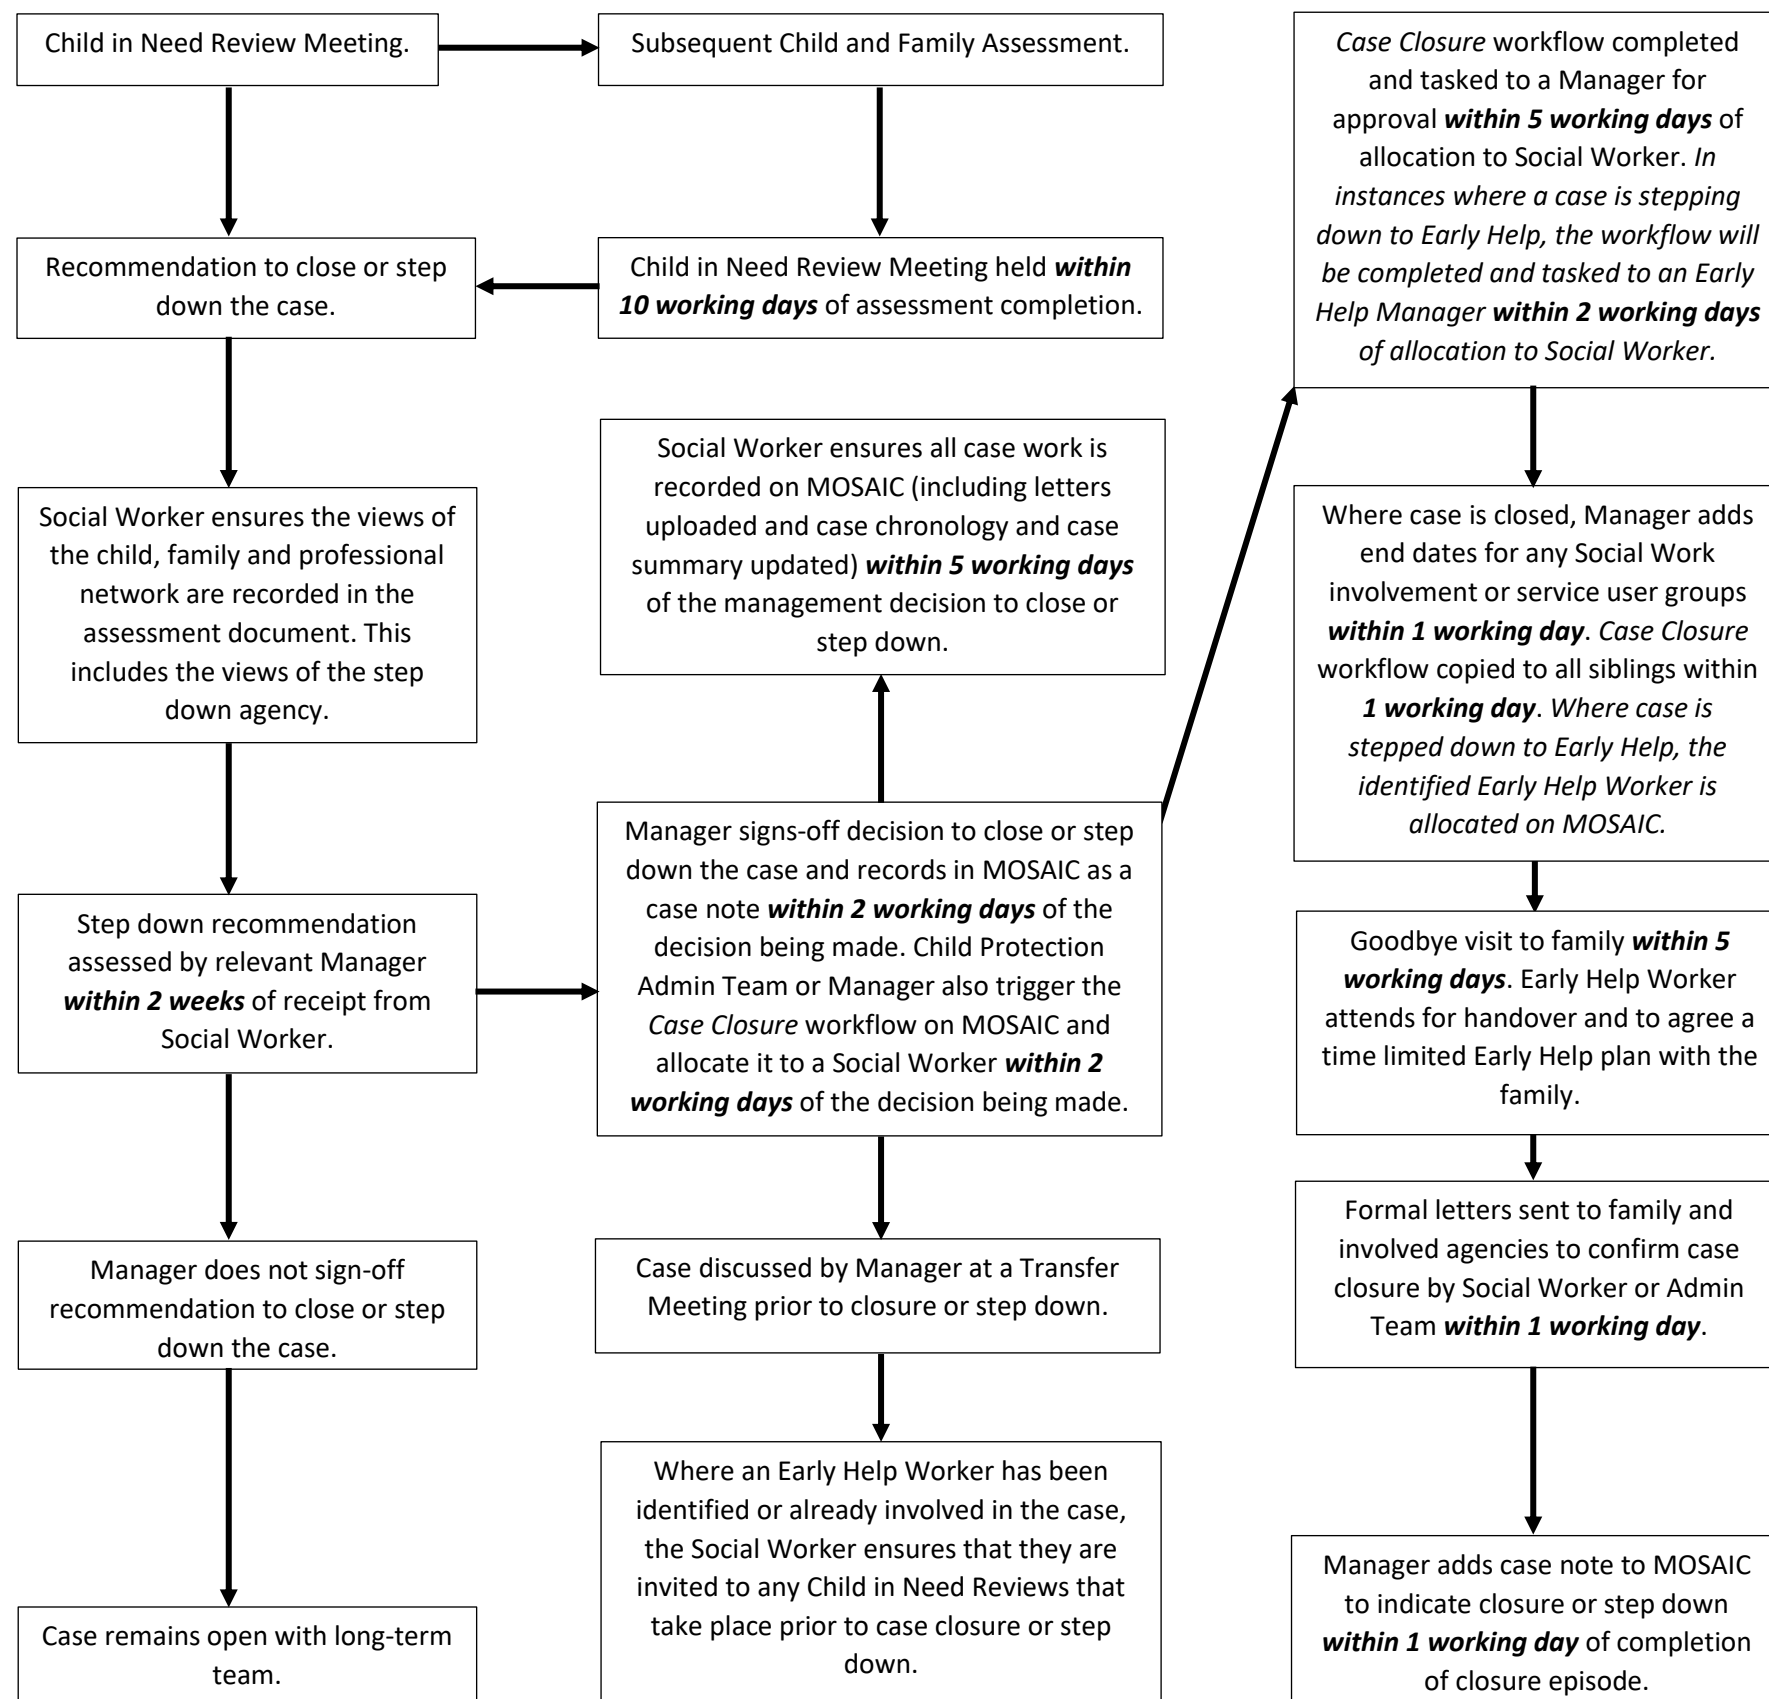 Child in Need Review Meeting.
Subsequent Child and Family Assessment.
Recommendation to close or step
down the case.
Child in Need Review Meeting held within
10 working days of assessment completion.
Social Worker ensures the views of
the child, family and professional
network are recorded in the
assessment document. This
includes the views of the step
down agency.
Social Worker ensures all case work is
recorded on MOSAIC (including letters
uploaded and case chronology and case
summary updated) within 5 working days
of the management decision to close or
step down.
Step down recommendation
assessed by relevant Manager
within 2 weeks of receipt from
Social Worker.
Manager signs-off decision to close or step
down the case and records in MOSAIC as a
case note within 2 working days of the
decision being made. Child Protection
Admin Team or Manager also trigger the
Case Closure workflow on MOSAIC and
allocate it to a Social Worker within 2
working days of the decision being made.
Manager does not sign-off
recommendation to close or step
down the case.
Case discussed by Manager at a Transfer
Meeting prior to closure or step down.
Case remains open with long-term
team.
Where an Early Help Worker has been
identified or already involved in the case,
the Social Worker ensures that they are
invited to any Child in Need Reviews that
take place prior to case closure or step
down.
Case Closure workflow completed
and tasked to a Manager for
approval within 5 working days of
allocation to Social Worker. In
instances where a case is stepping
down to Early Help, the workflow will
be completed and tasked to an Early
Help Manager within 2 working days
of allocation to Social Worker.
Where case is closed, Manager adds
end dates for any Social Work
involvement or service user groups
within 1 working day. Case Closure
workflow copied to all siblings within
1 working day. Where case is
stepped down to Early Help, the
identified Early Help Worker is
allocated on MOSAIC.
Goodbye visit to family within 5
working days. Early Help Worker
attends for handover and to agree a
time limited Early Help plan with the
family.
Formal letters sent to family and
involved agencies to confirm case
closure by Social Worker or Admin
Team within 1 working day.
Manager adds case note to MOSAIC
to indicate closure or step down
within 1 working day of completion
of closure episode.